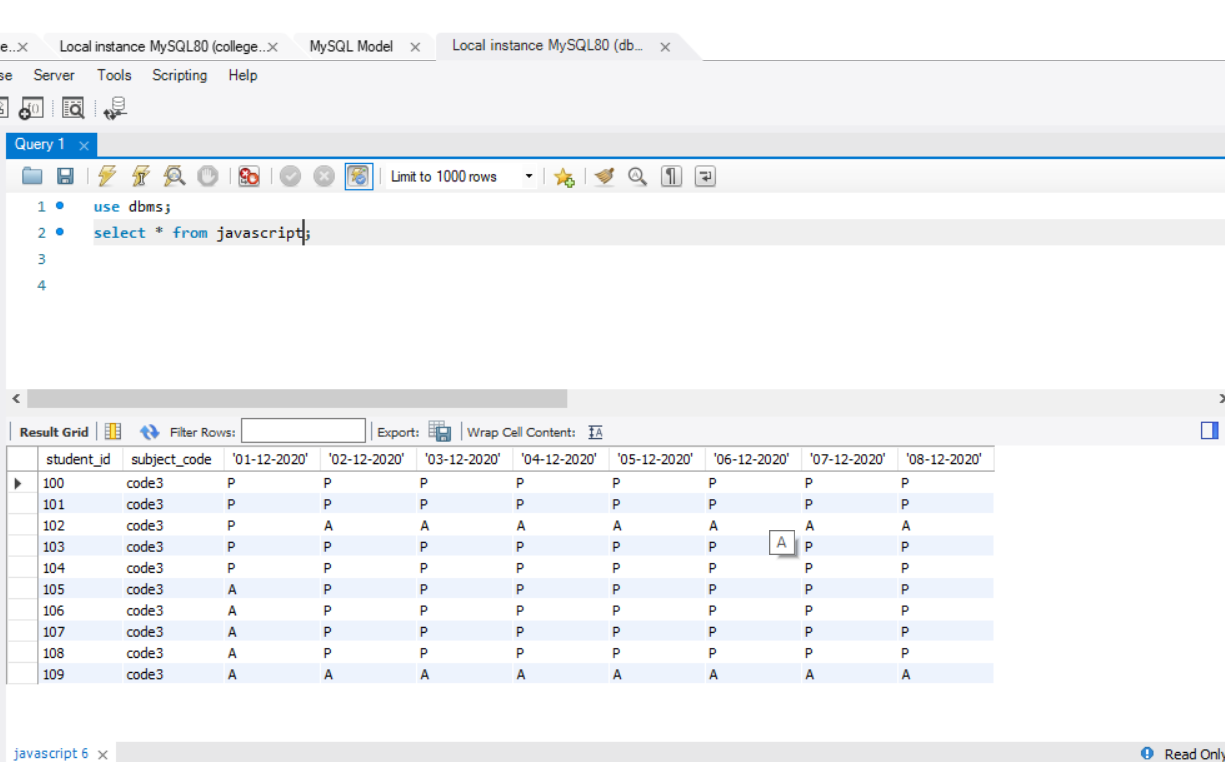 e..× Local instance MySQL80 (college..× MySQL Model × Local instance MySQL80 (db... ×
se Server Tools Scripting Help
Query 1 ×
Limit to 1000 rows
1 use dbms;
2 select * from javascript;
3
4
Result Grid Filter Rows: Export: Wrap Cell Content: IA
student_id subject_code '01-12-2020' '02-12-2020' '03-12-2020' '04-12-2020' '05-12-2020' '06-12-2020' '07-12-2020' '08-12-2020'
100 code3 P P P P P P P P
101 code3 P P P P P P P P
102 code3 P A A A A A A A
103 code3 P P P P P P A P P
104 code3 P P P P P P P P
105 code3 A P P P P P P P
106 code3 A P P P P P P P
107 code3 A P P P P P P P
108 code3 A P P P P P P P
109 code3 A A A A A A A A
javascript 6 × Read Only